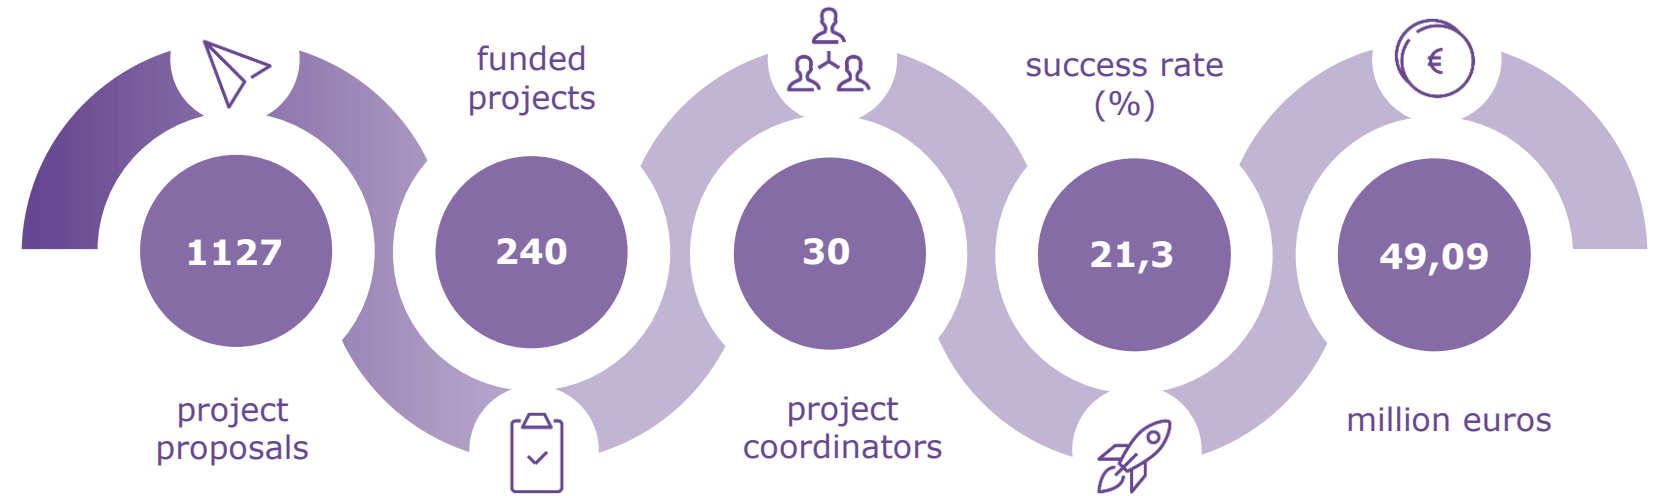 1127
project
proposals
funded
projects
240
30
project
coordinators
success rate
(%)
21,3
€
49,09
million euros